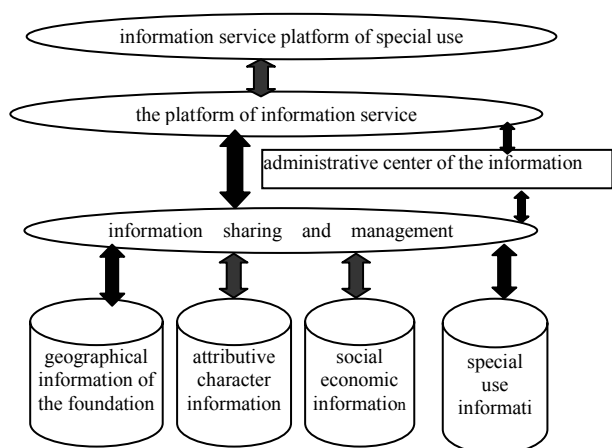 information service platform of special use
the platform of information service
administrative center of the information
information sharing and management
geographical
information of
the foundation
attributive
character
information
social
economic
information
special
use
informati